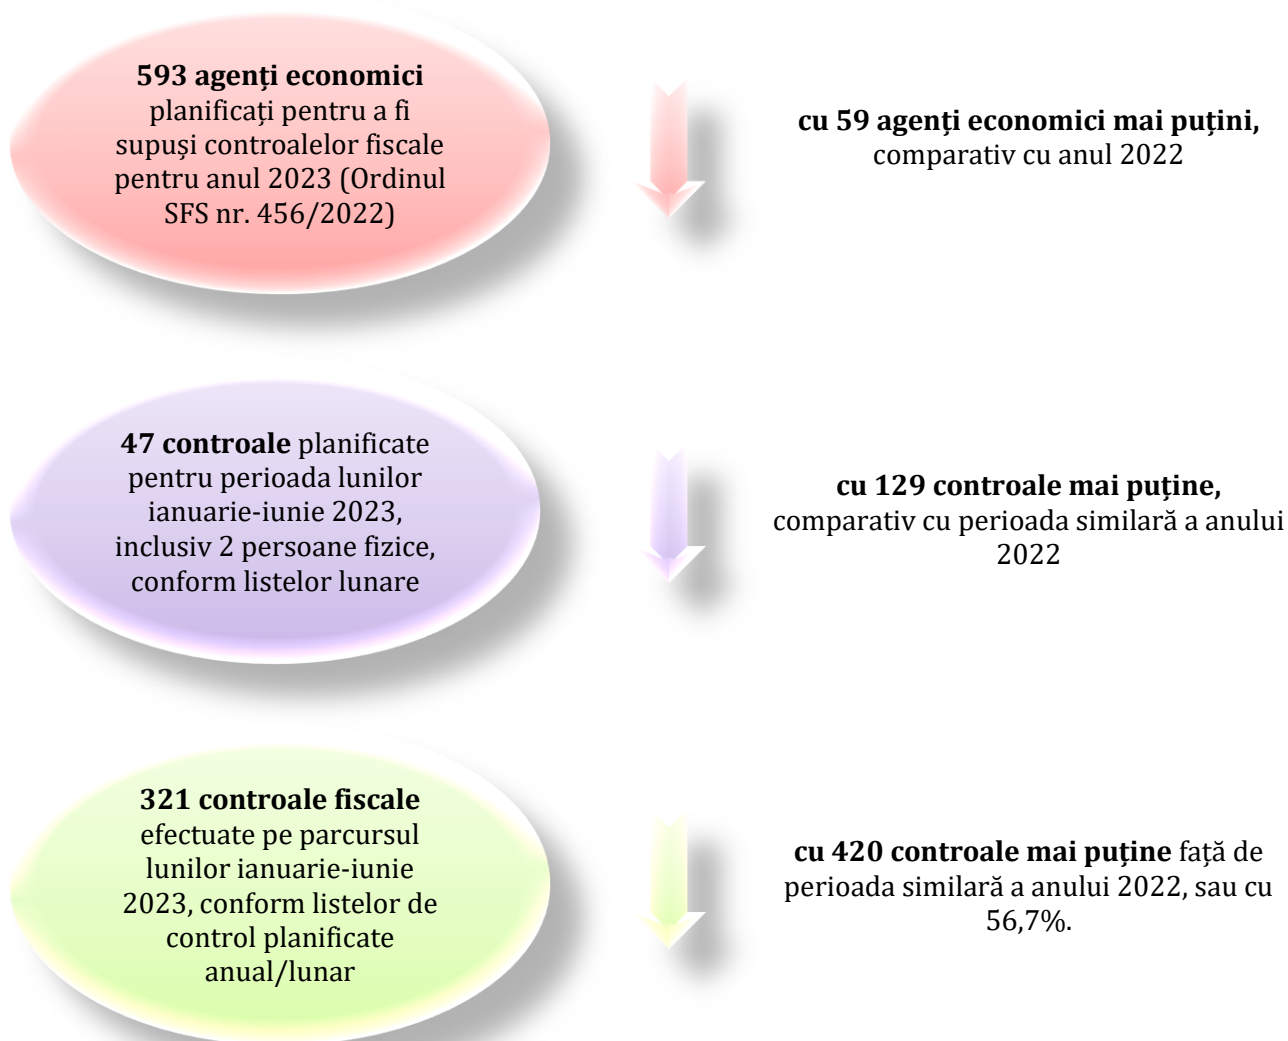 593 agenți economici
planificați pentru a fi
supuși controalelor fiscale
pentru anul 2023 (Ordinul
SFS nr. 456/2022)
cu 59 agenți economici mai puțini,
comparativ cu anul 2022
47 controale planificate
pentru perioada lunilor
ianuarie-iunie 2023,
inclusiv 2 persoane fizice,
conform listelor lunare
cu 129 controale mai puține,
comparativ cu perioada similară a anului
2022
321 controale fiscale
efectuate pe parcursul
lunilor ianuarie-iunie
2023, conform listelor de
control planificate
anual/lunar
cu 420 controale mai puține față de
perioada similară a anului 2022, sau cu
56,7%.